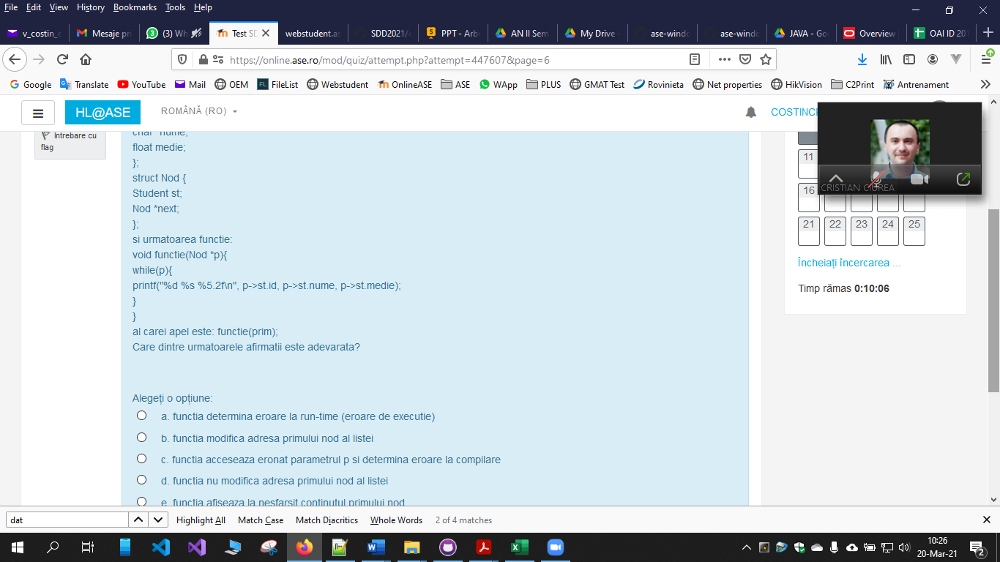 File Edit View History Bookmarks Tools Help
v_costin_c
Mesaje pri
3 (3) Wh
Test SD
webstudent.as
SDD2021/c
PPT - Arbo
AN II Sem
My Drive -
ase-windo
ase-windo
JAVA - Go
Overview
OAI ID 201
https://online.ase.ro/mod/quiz/attempt.php?attempt=447607&page=6
Google Translate YouTube Mail OEM FileList Webstudent OnlineASE ASE WApp PLUS GMAT Test Rovinieta Net properties HikVision C2Print Antrenament
HL@ASE
ROMÂNĂ (RO)
COSTINC
Întrebare cu
flag
char *nume;
float medie;
};
struct Nod {
Student st;
Nod *next;
};
si urmatoarea functie:
void functie(Nod *p){
while(p){
printf("%d %s %5.2f\n", p->st.id, p->st.nume, p->st.medie);
}
}
al carei apel este: functie(prim);
Care dintre urmatoarele afirmatii este adevarata?
Alegeți o opțiune:
a. functia determina eroare la run-time (eroare de executie)
b. functia modifica adresa primului nod al listei
c. functia acceseaza eronat parametrul p si determina eroare la compilare
d. functia nu modifica adresa primului nod al listei
e. functia afiseaza la nesfarsit continutul primului nod
CRISTIAN CIUREA
11
16
21 22 23 24 25
Încheiați încercarea ...
Timp rămas 0:10:06
dat
Highlight All Match Case Match Diacritics Whole Words 2 of 4 matches
10:26
20-Mar-21
2